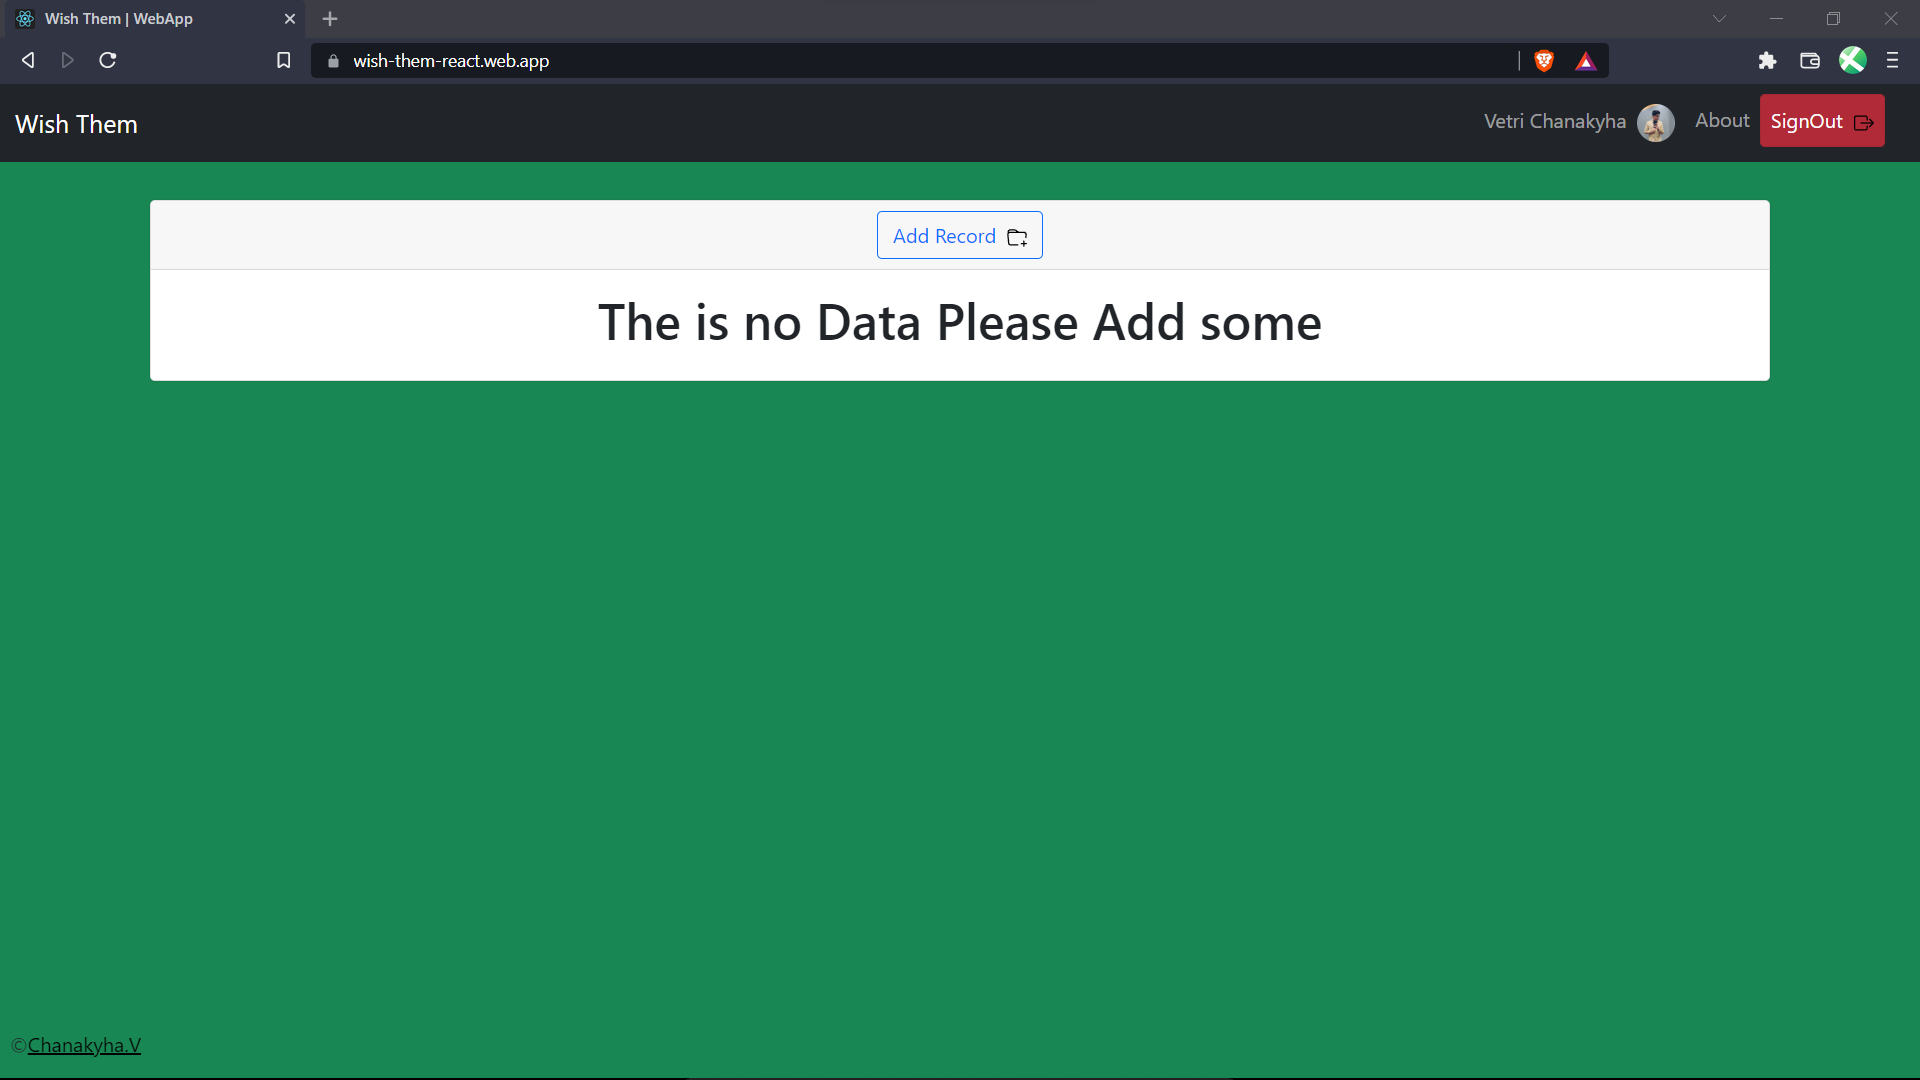 Wish Them | WebApp
wish-them-react.web.app
Wish Them
Vetri Chanakyha
About
SignOut
Add Record
The is no Data Please Add some
©Chanakyha.V